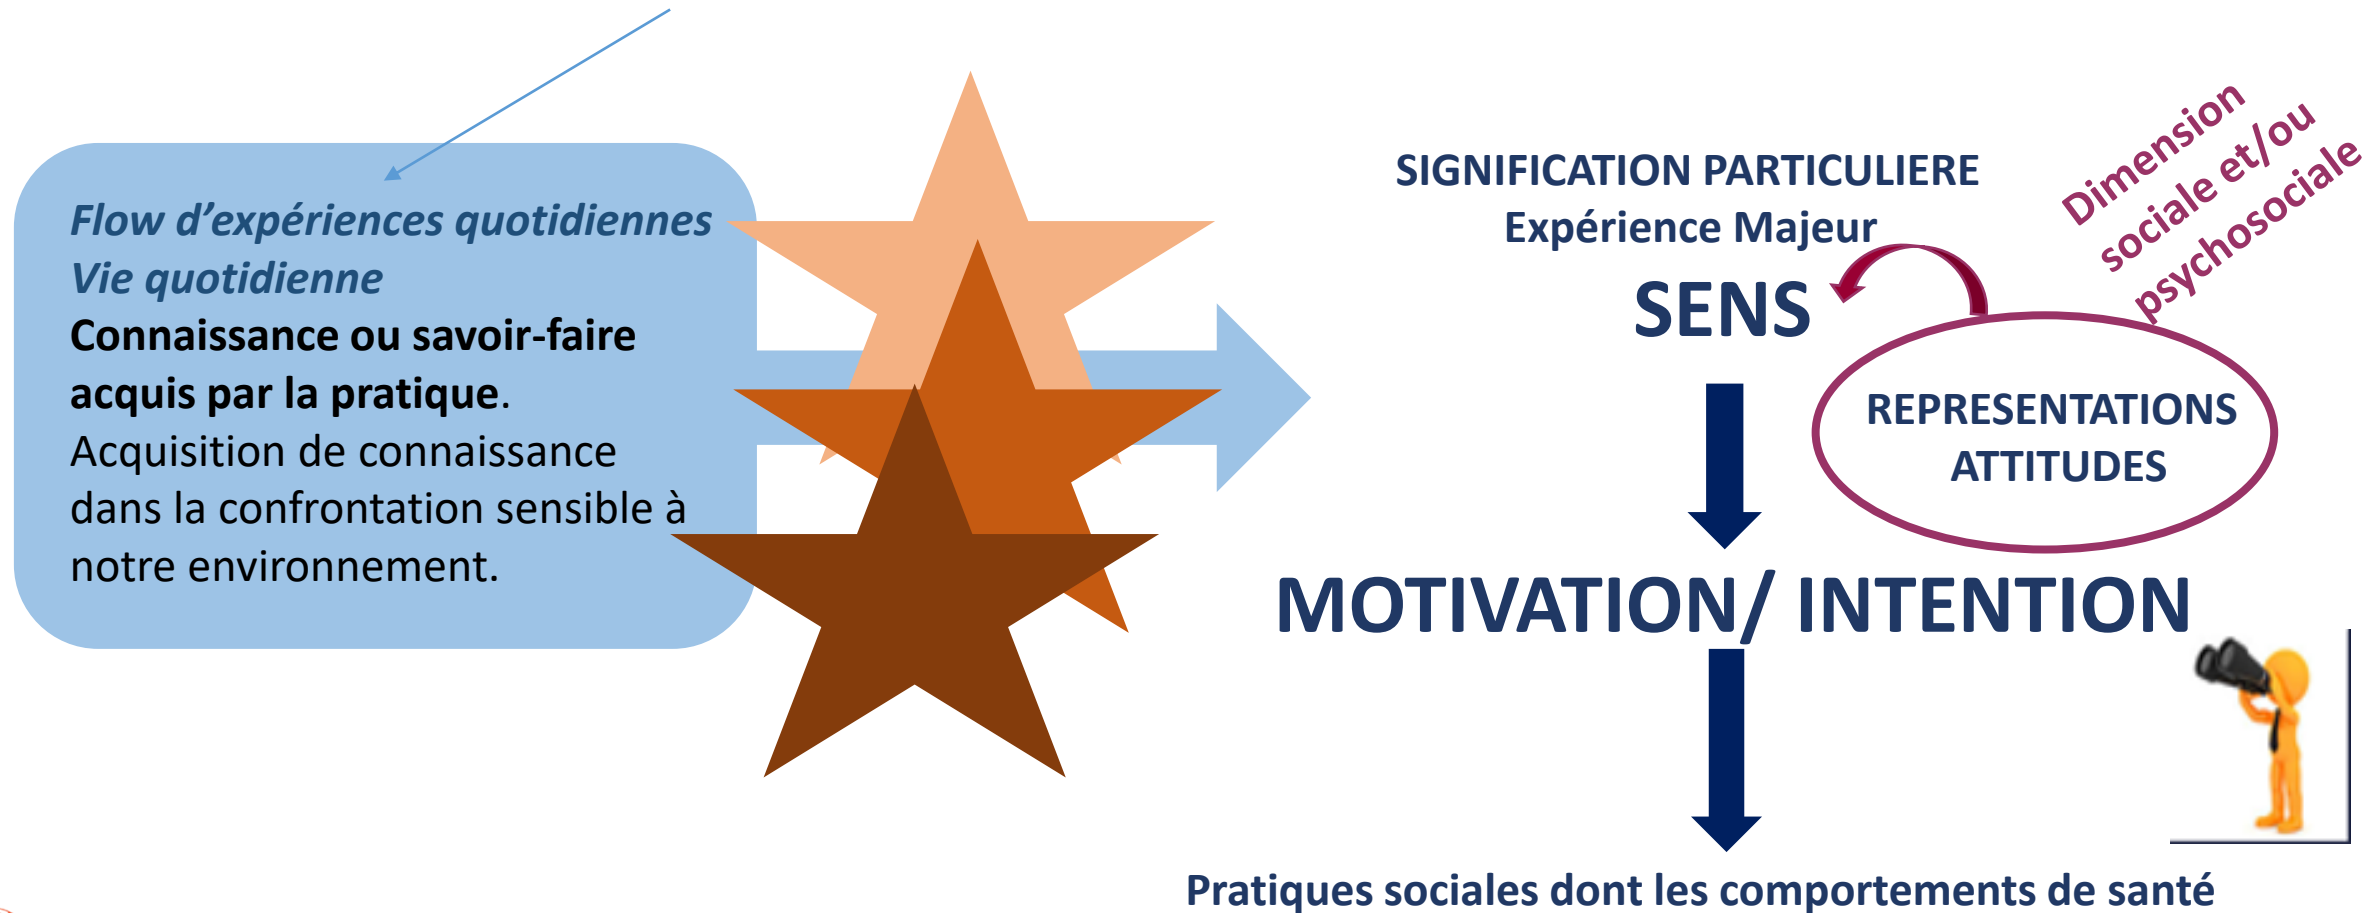 Flow d’expériences quotidiennes
Vie quotidienne
Connaissance ou savoir-faire
acquis par la pratique.
Acquisition de connaissance
dans la confrontation sensible à
notre environnement.
SIGNIFICATION PARTICULIERE
Expérience Majeur
SENS
Dimension
sociale et/ou
psychosociale
REPRESENTATIONS
ATTITUDES
MOTIVATION/ INTENTION
Pratiques sociales dont les comportements de santé